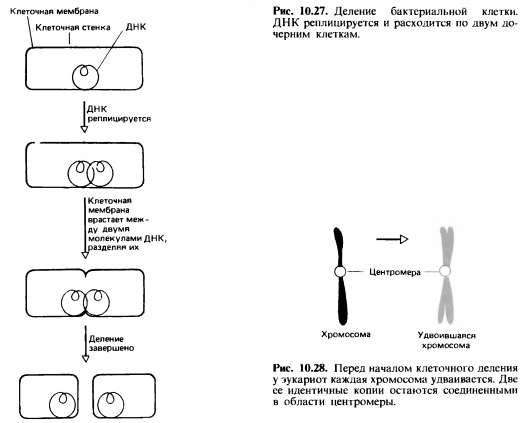 Клеточная мембрана
Клеточная стенка
ДНК
ДНК
реплицируется
Клеточная
мембрана
врастает меж-
ду двумя
молекулами ДНК,
разделяя их
Деление
завершено
Рис. 10.27. Деление бактериальной клетки.
ДНК реплицируется и расходится по двум до-
черним клеткам.
Центромера
Хромосома
Удвоившаяся
хромосома
Рис. 10.28. Перед началом клеточного деления
у эукариот каждая хромосома удваивается. Две
ее идентичные копии остаются соединенными
в области центромеры.